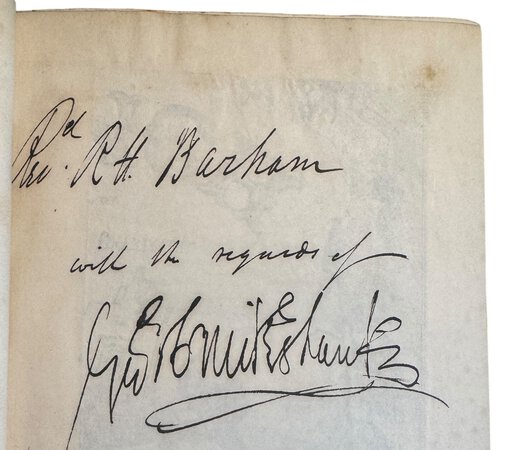 Revd. R H. Barham
with the regards of
Geo Cruikshank